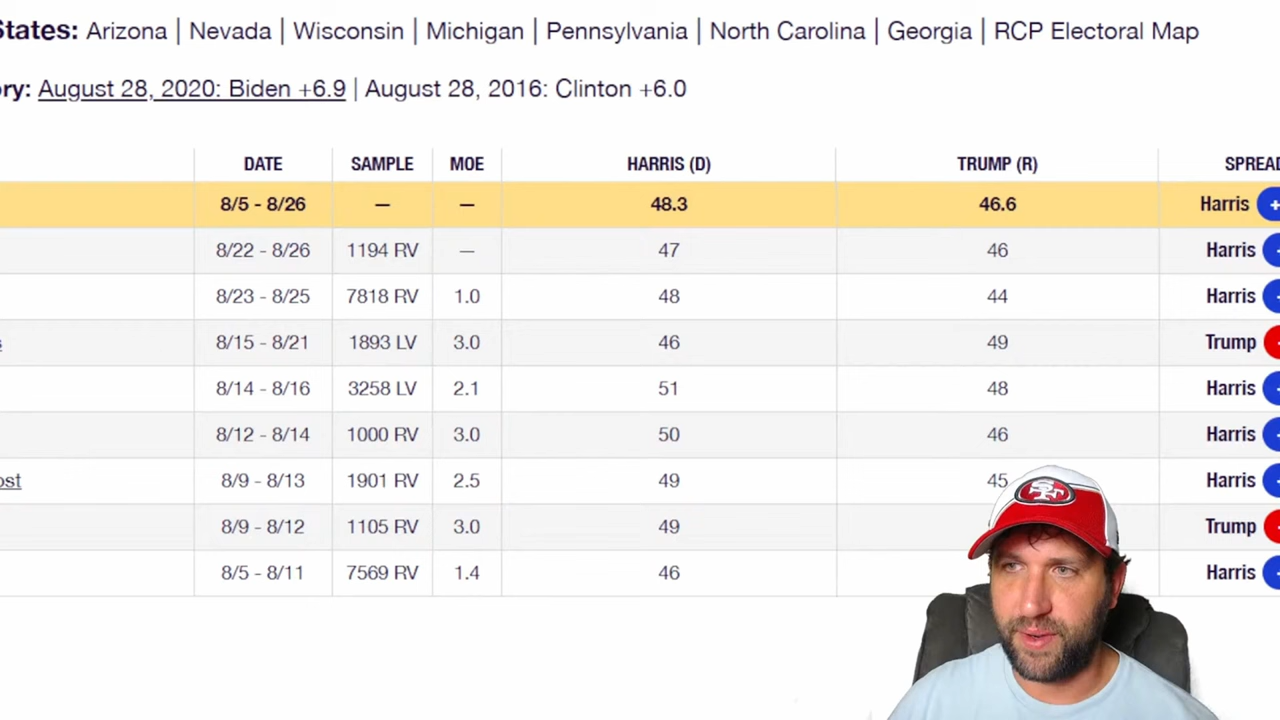 States: Arizona | Nevada | Wisconsin | Michigan | Pennsylvania | North Carolina | Georgia | RCP Electoral Map
ry: August 28, 2020: Biden +6.9 | August 28, 2016: Clinton +6.0
DATE SAMPLE MOE HARRIS (D) TRUMP (R) SPREAD
8/5 - 8/26 — — 48.3 46.6 Harris +
8/22 - 8/26 1194 RV — 47 46 Harris
8/23 - 8/25 7818 RV 1.0 48 44 Harris
s 8/15 - 8/21 1893 LV 3.0 46 49 Trump
8/14 - 8/16 3258 LV 2.1 51 48 Harris
8/12 - 8/14 1000 RV 3.0 50 46 Harris
ost 8/9 - 8/13 1901 RV 2.5 49 45 Harris
8/9 - 8/12 1105 RV 3.0 49 Trump
8/5 - 8/11 7569 RV 1.4 46 Harris
SF